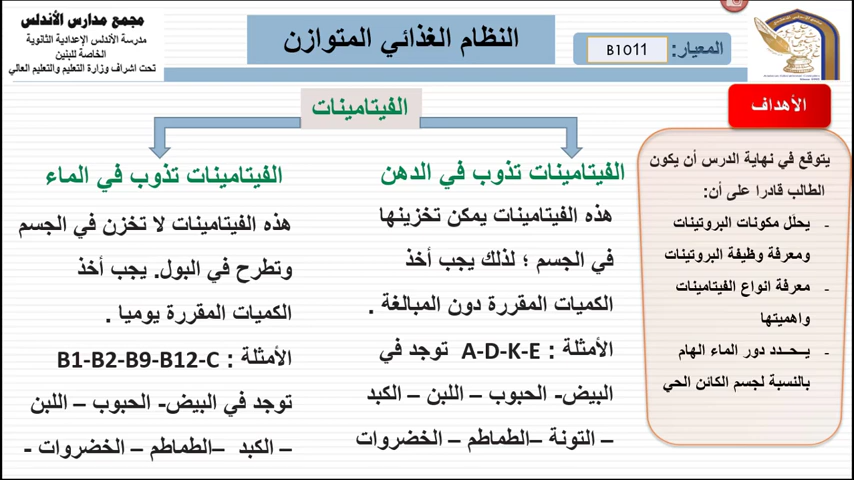 مجمع مدارس الأندلس
مدرسة الأندلس الإعدادية الثانوية
الخاصة للبنين
تحت اشراف وزارة التعليم والتعليم العالي
النظام الغذائي المتوازن
المعيار: B1011
الأهداف
يتوقع في نهاية الدرس أن يكون
الطالب قادرا على أن:
- يحلّل مكونات البروتينات
ومعرفة وظيفة البروتينات
- معرفة انواع الفيتامينات
واهميتها
- يـحـدد دور الماء الهام
بالنسبة لجسم الكائن الحي
الفيتامينات
الفيتامينات تذوب في الدهن
هذه الفيتامينات يمكن تخزينها
في الجسم ؛ لذلك يجب أخذ
الكميات المقررة دون المبالغة .
الأمثلة : A-D-K-E توجد في
البيض- الحبوب – اللبن – الكبد
– التونة –الطماطم – الخضروات
الفيتامينات تذوب في الماء
هذه الفيتامينات لا تخزن في الجسم
وتطرح في البول. يجب أخذ
الكميات المقررة يوميا .
الأمثلة : B1-B2-B9-B12-C
توجد في البيض- الحبوب – اللبن
– الكبد –الطماطم – الخضروات -